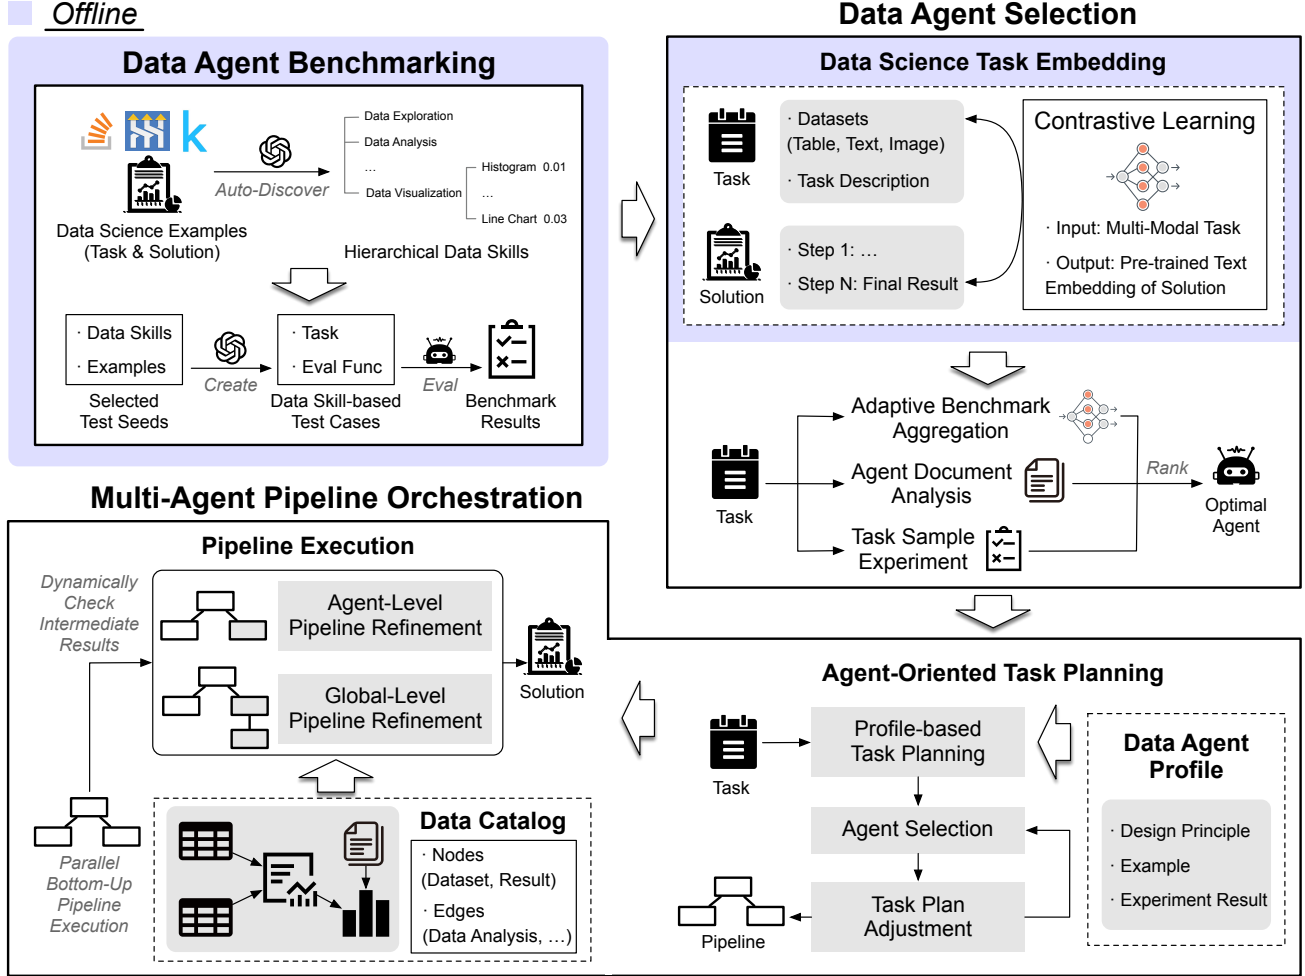 Offline
Data Agent Benchmarking
Data Exploration
Data Analysis
...
Data Visualization
Histogram 0.01
...
Line Chart 0.03
k
Auto-Discover
Data Science Examples
(Task & Solution)
Hierarchical Data Skills
· Data Skills
· Examples
Create
· Task
· Eval Func
Eval
Selected
Test Seeds
Data Skill-based
Test Cases
Benchmark
Results
Data Agent Selection
Data Science Task Embedding
Task
· Datasets
(Table, Text, Image)
· Task Description
Solution
· Step 1: ...
· Step N: Final Result
Contrastive Learning
· Input: Multi-Modal Task
· Output: Pre-trained Text
Embedding of Solution
Task
Adaptive Benchmark
Aggregation
Agent Document
Analysis
Task Sample
Experiment
Rank
Optimal
Agent
Multi-Agent Pipeline Orchestration
Pipeline Execution
Dynamically
Check
Intermediate
Results
Agent-Level
Pipeline Refinement
Global-Level
Pipeline Refinement
Solution
Parallel
Bottom-Up
Pipeline
Execution
Data Catalog
· Nodes
(Dataset, Result)
· Edges
(Data Analysis, ...)
Agent-Oriented Task Planning
Task
Profile-based
Task Planning
Agent Selection
Task Plan
Adjustment
Pipeline
Data Agent
Profile
· Design Principle
· Example
· Experiment Result